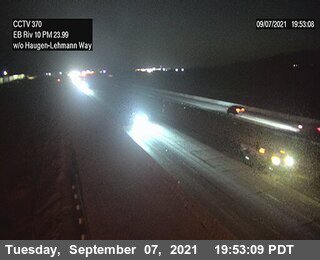 CCTV 370
EB Riv 10 PM 23.99
w/o Haugen-Lehmann Way
09/07/2021 19:53:08
Tuesday, September 07, 2021 19:53:09 PDT